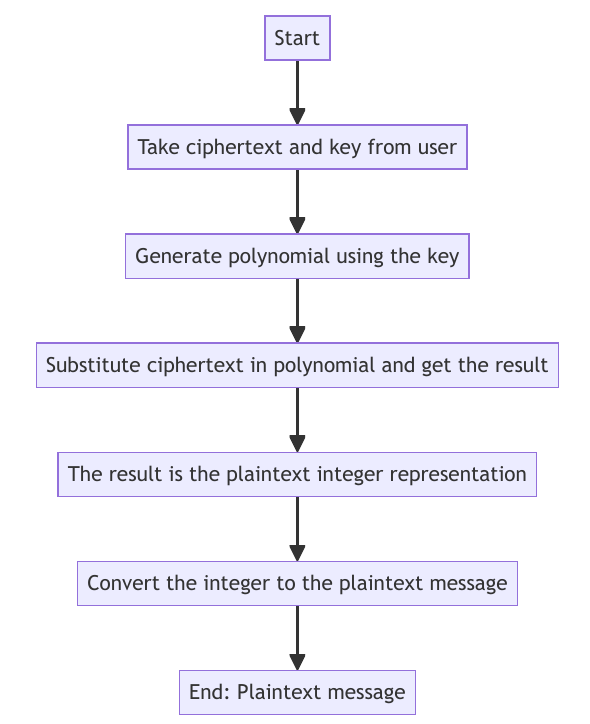 Start
Take ciphertext and key from user
Generate polynomial using the key
Substitute ciphertext in polynomial and get the result
The result is the plaintext integer representation
Convert the integer to the plaintext message
End: Plaintext message